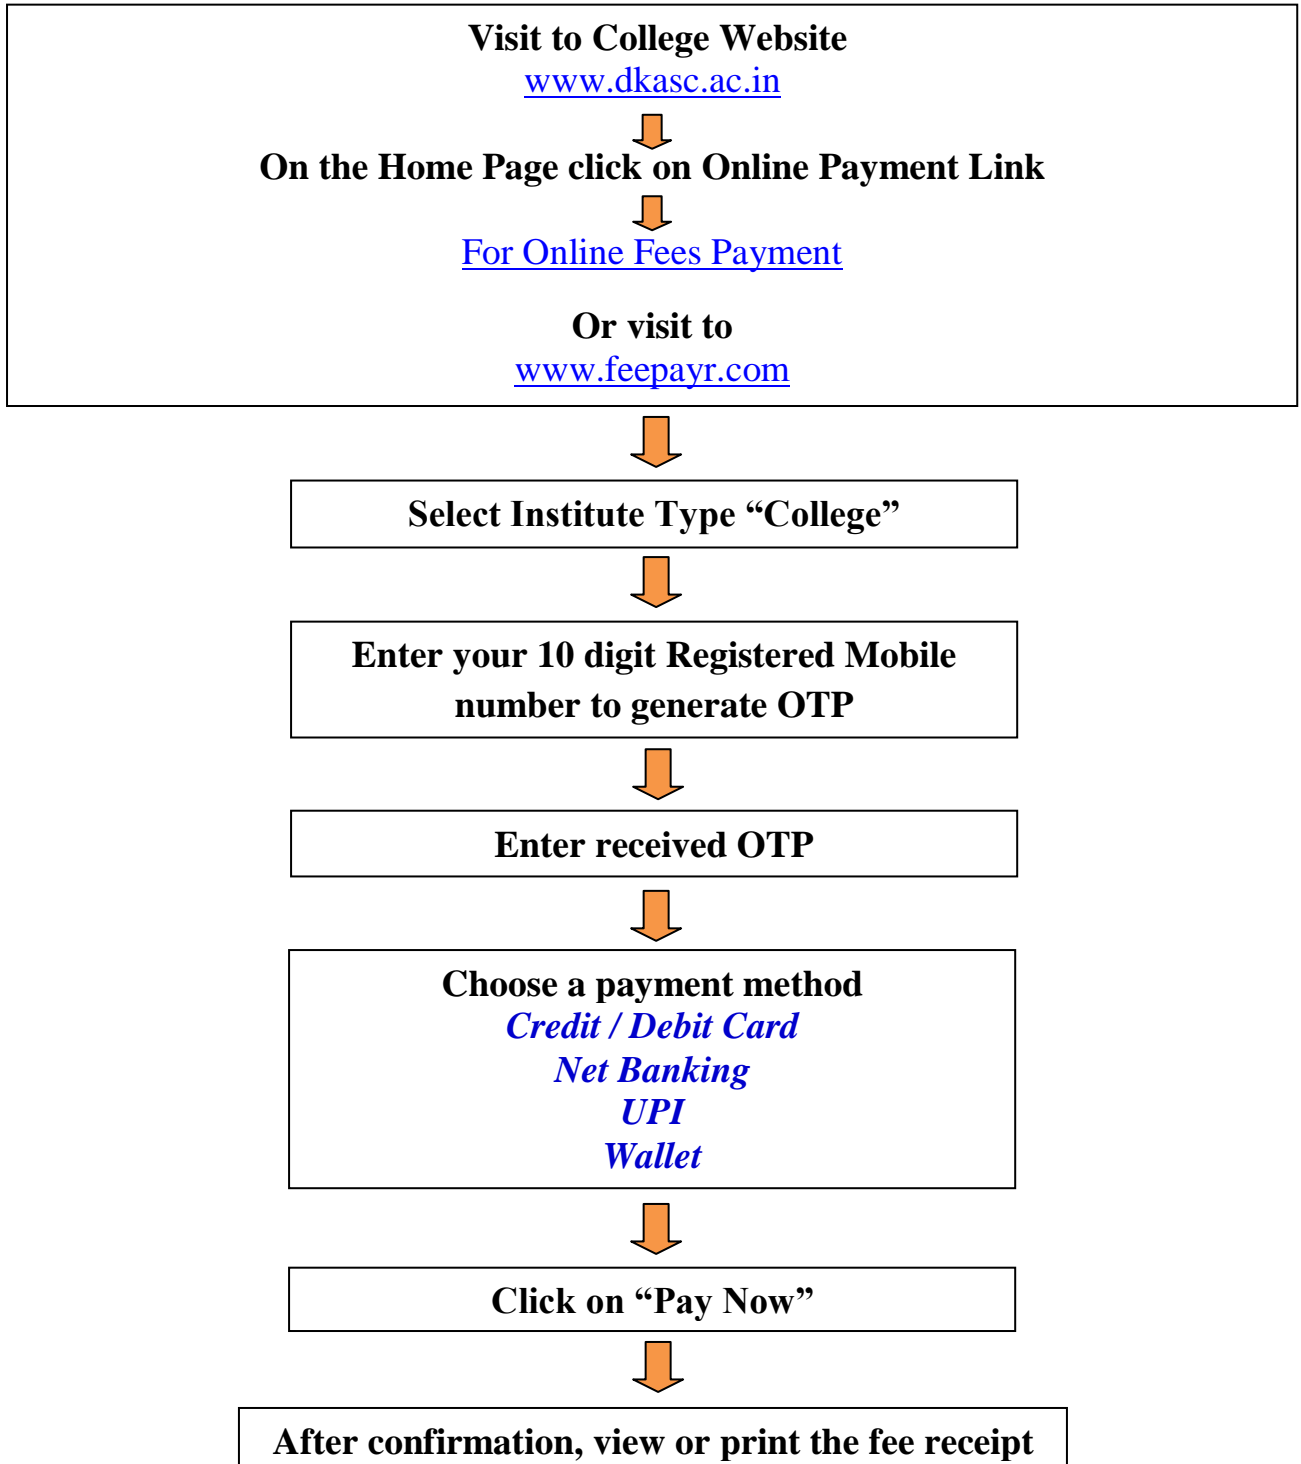 Visit to College Website
www.dkasc.ac.in
On the Home Page click on Online Payment Link
For Online Fees Payment
Or visit to
www.feepayr.com
Select Institute Type “College”
Enter your 10 digit Registered Mobile
number to generate OTP
Enter received OTP
Choose a payment method
Credit / Debit Card
Net Banking
UPI
Wallet
Click on “Pay Now”
After confirmation, view or print the fee receipt